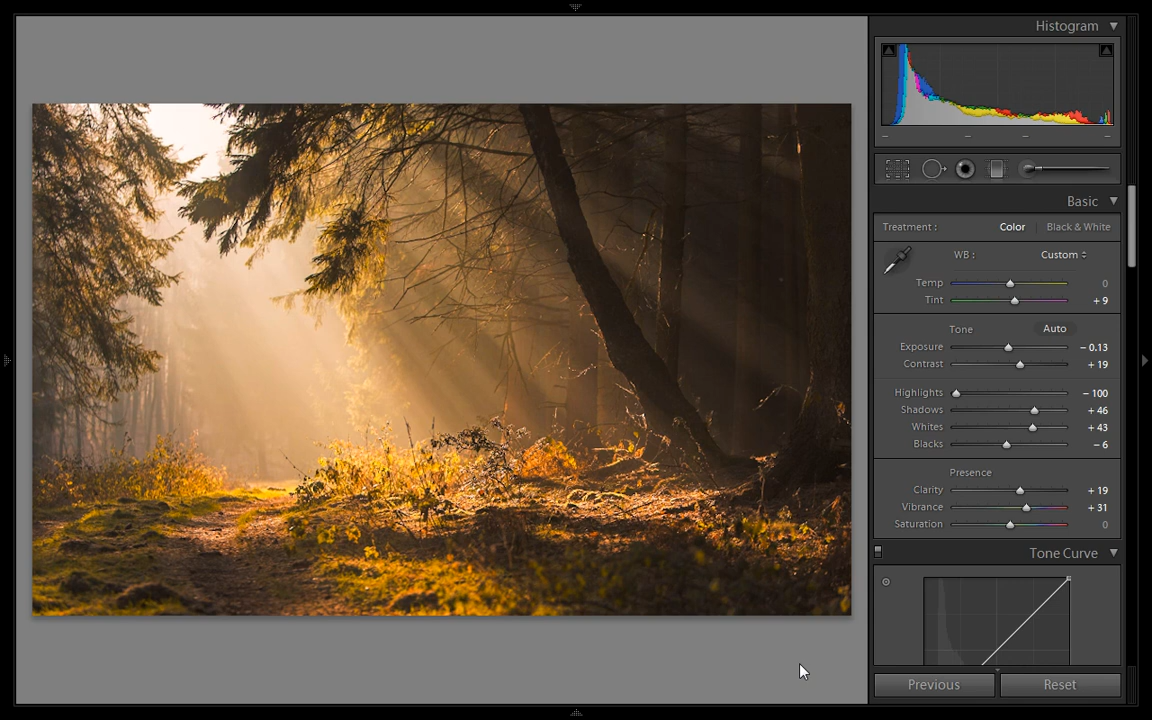 Histogram
Basic
Treatment : Color Black & White
WB : Custom
Temp 0
Tint + 9
Tone Auto
Exposure − 0.13
Contrast + 19
Highlights − 100
Shadows + 46
Whites + 43
Blacks − 6
Presence
Clarity + 19
Vibrance + 31
Saturation 0
Tone Curve
Previous Reset